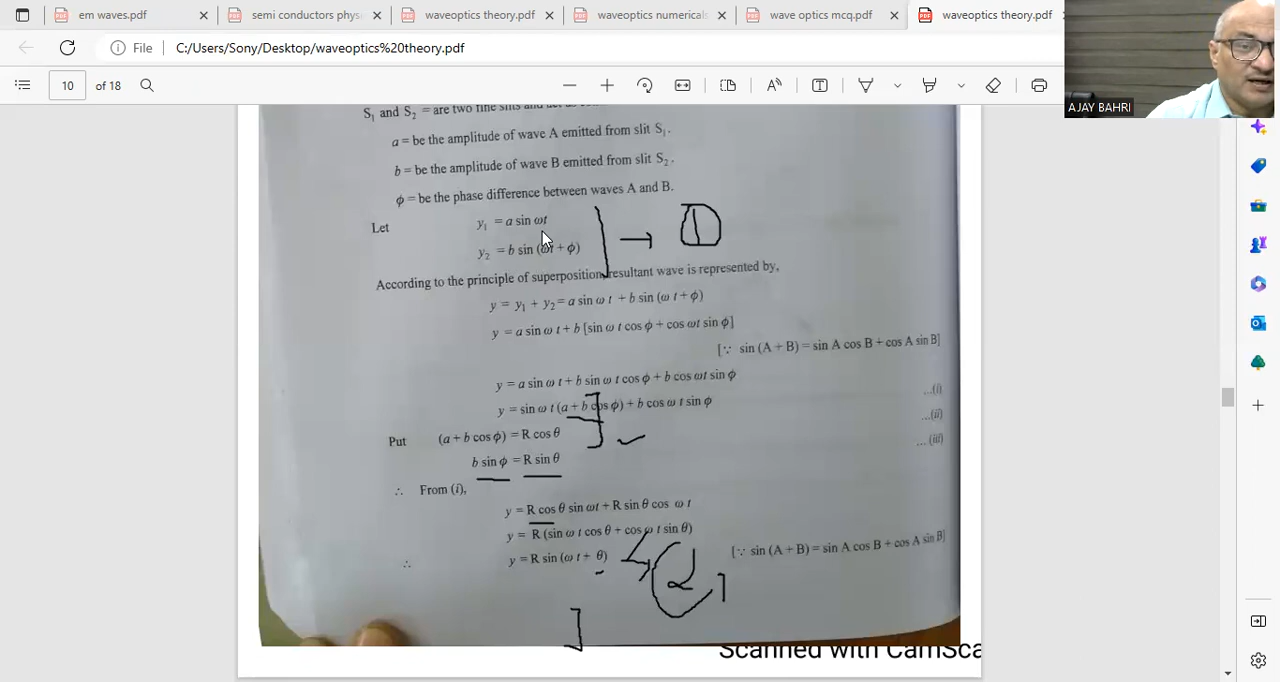 em waves.pdf
semi conductors phys
waveoptics theory.pdf
waveoptics numericals
wave optics mcq.pdf
waveoptics theory.pdf
File
C:/Users/Sony/Desktop/waveoptics%20theory.pdf
10 of 18
AJAY BAHRI
S₁ and S₂ = are two fine slits and act as
a = be the amplitude of wave A emitted from slit S₁.
b = be the amplitude of wave B emitted from slit S₂.
ϕ = be the phase difference between waves A and B.
Let y₁ = a sin ωt
1
y₂ = b sin (ωt + ϕ)
According to the principle of superposition, resultant wave is represented by,
y = y₁ + y₂ = a sin ω t + b sin (ω t + ϕ)
y = a sin ω t + b [sin ω t cos ϕ + cos ωt sin ϕ]
[∵ sin (A + B) = sin A cos B + cos A sin B]
y = a sin ω t + b sin ω t cos ϕ + b cos ωt sin ϕ
y = sin ω t (a + b cos ϕ) + b cos ω t sin ϕ ...(i)
Put (a + b cos ϕ) = R cos θ ...(ii)
b sin ϕ = R sin θ ... (iii)
∴ From (i),
y = R cos θ sin ωt + R sin θ cos ω t
y = R (sin ω t cos θ + cos ω t sin θ)
∴ y = R sin (ω t + θ) [∵ sin (A + B) = sin A cos B + cos A sin B]
2
Scanned with CamSca